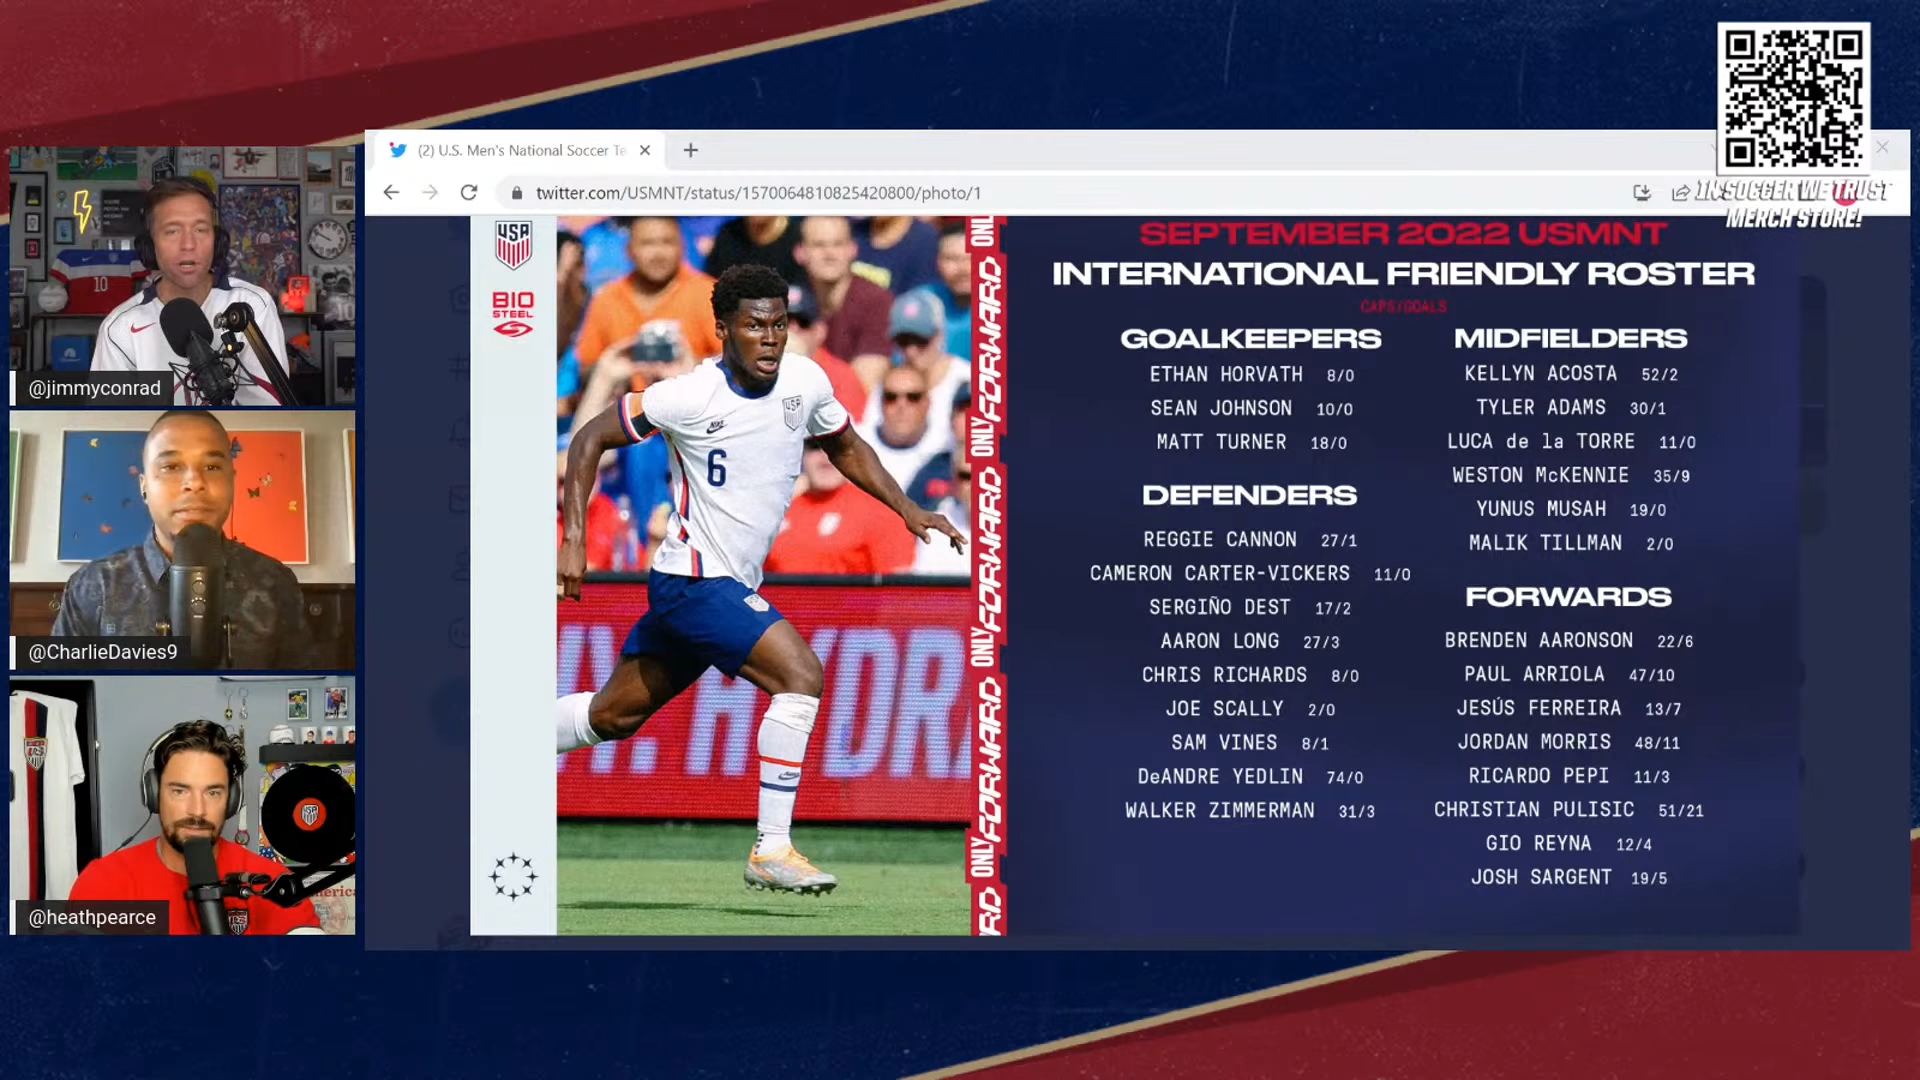 IN SOCCER WE TRUST
MERCH STORE!
(2) U.S. Men's National Soccer Te
twitter.com/USMNT/status/1570064810825420800/photo/1
@jimmyconrad
10
@CharlieDavies9
@heathpearce
USA
BIO
STEEL
USA
6
ONLY FORWARD
ONLY FORWARD
ONLY FORWARD
SEPTEMBER 2022 USMNT
INTERNATIONAL FRIENDLY ROSTER
CAPS/GOALS
GOALKEEPERS
ETHAN HORVATH 8/0
SEAN JOHNSON 10/0
MATT TURNER 18/0
DEFENDERS
REGGIE CANNON 27/1
CAMERON CARTER-VICKERS 11/0
SERGIÑO DEST 17/2
AARON LONG 27/3
CHRIS RICHARDS 8/0
JOE SCALLY 2/0
SAM VINES 8/1
DeANDRE YEDLIN 74/0
WALKER ZIMMERMAN 31/3
MIDFIELDERS
KELLYN ACOSTA 52/2
TYLER ADAMS 30/1
LUCA de la TORRE 11/0
WESTON McKENNIE 35/9
YUNUS MUSAH 19/0
MALIK TILLMAN 2/0
FORWARDS
BRENDEN AARONSON 22/6
PAUL ARRIOLA 47/10
JESÚS FERREIRA 13/7
JORDAN MORRIS 48/11
RICARDO PEPI 11/3
CHRISTIAN PULISIC 51/21
GIO REYNA 12/4
JOSH SARGENT 19/5